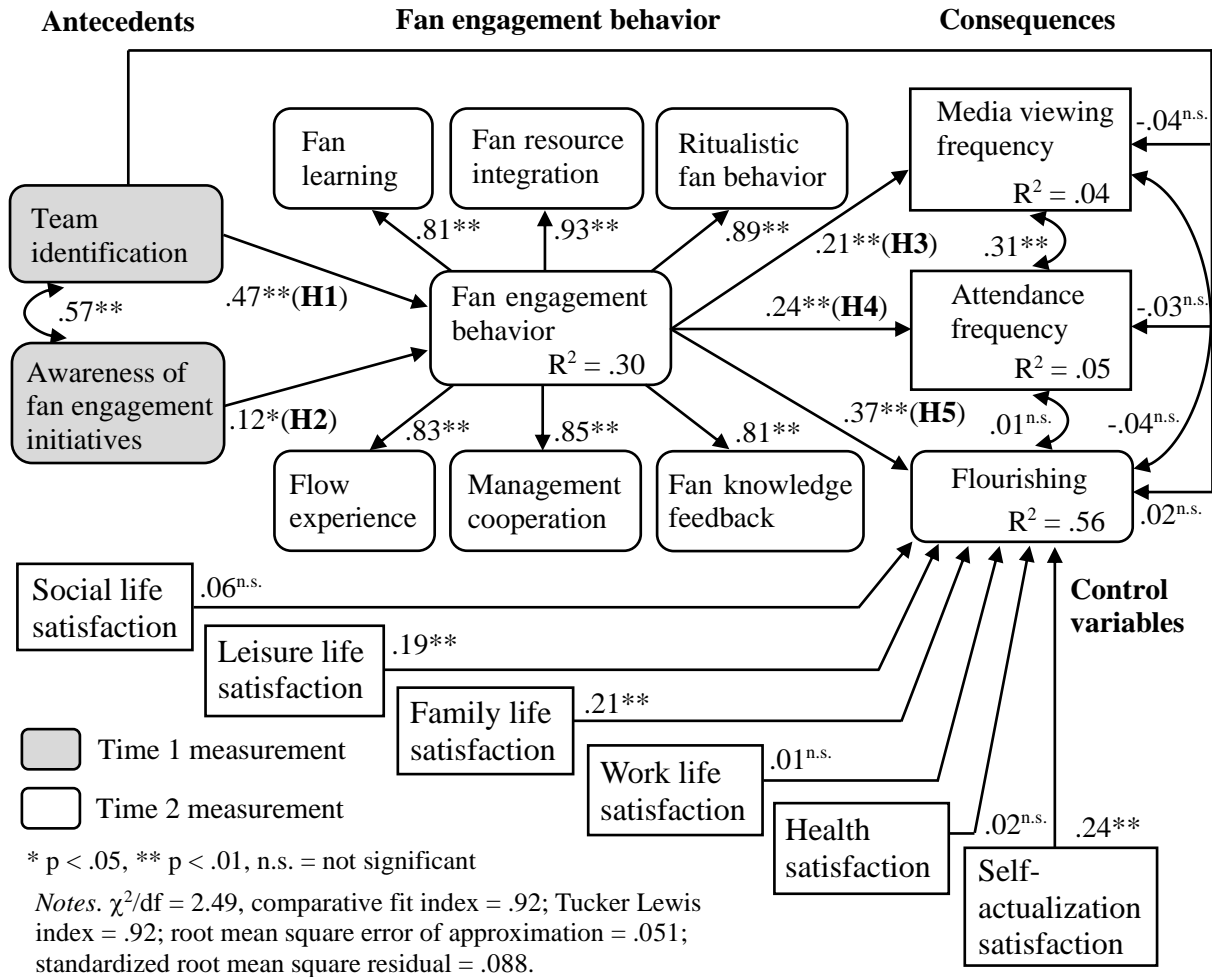 Antecedents
Fan engagement behavior
Consequences
Fan
learning
Fan resource
integration
Ritualistic
fan behavior
Media viewing
frequency
R² = .04
-.04ⁿ·ˢ·
Team
identification
.81**
.93**
.89**
.21**(H3)
.31**
.57**
.47**(H1)
Fan engagement
behavior
R² = .30
.24**(H4)
Attendance
frequency
R² = .05
-.03ⁿ·ˢ·
Awareness of
fan engagement
initiatives
.12*(H2)
.83**
.85**
.81**
.37**(H5)
.01ⁿ·ˢ·
-.04ⁿ·ˢ·
Flow
experience
Management
cooperation
Fan knowledge
feedback
Flourishing
R² = .56
.02ⁿ·ˢ·
Social life
satisfaction
.06ⁿ·ˢ·
Control
variables
Leisure life
satisfaction
.19**
Family life
satisfaction
.21**
Work life
satisfaction
.01ⁿ·ˢ·
Health
satisfaction
.02ⁿ·ˢ·
.24**
Self-
actualization
satisfaction
Time 1 measurement
Time 2 measurement
* p < .05, ** p < .01, n.s. = not significant
Notes. χ²/df = 2.49, comparative fit index = .92; Tucker Lewis
index = .92; root mean square error of approximation = .051;
standardized root mean square residual = .088.